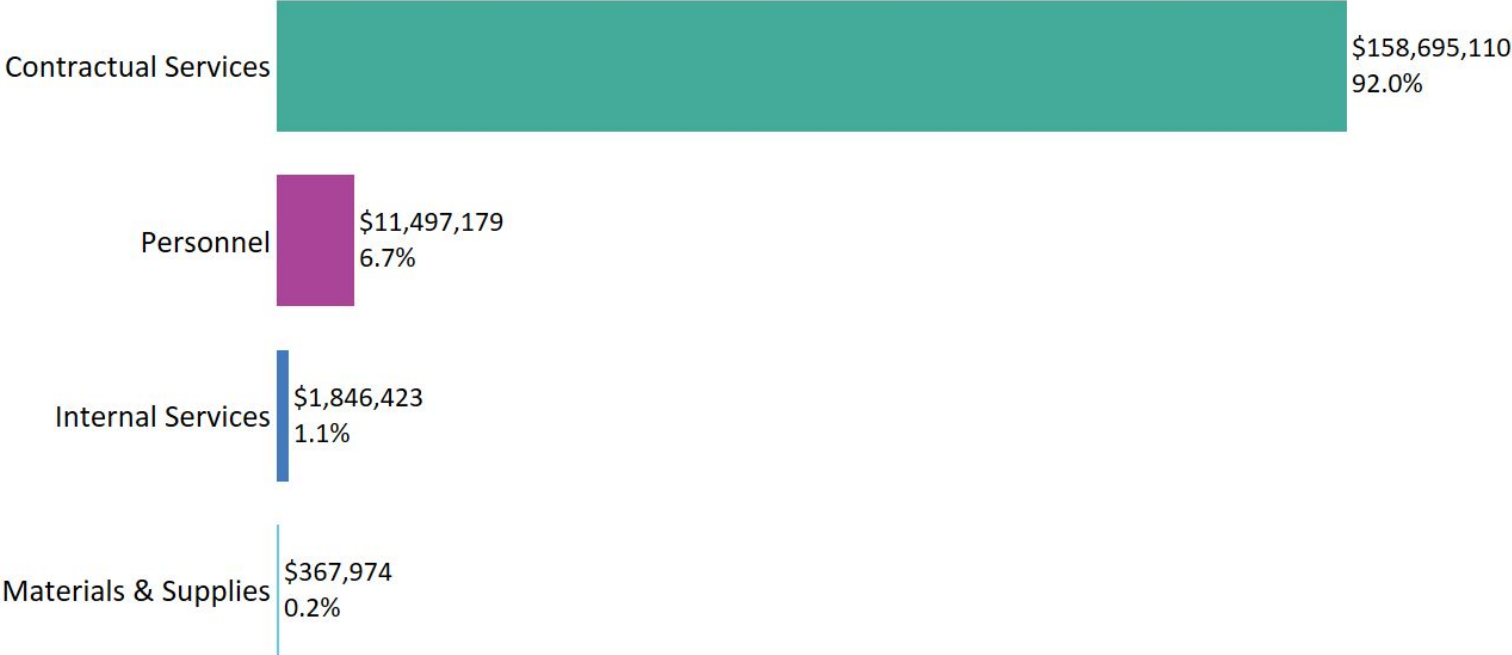 Contractual Services
$158,695,110
92.0%
Personnel
$11,497,179
6.7%
Internal Services
$1,846,423
1.1%
Materials & Supplies
$367,974
0.2%